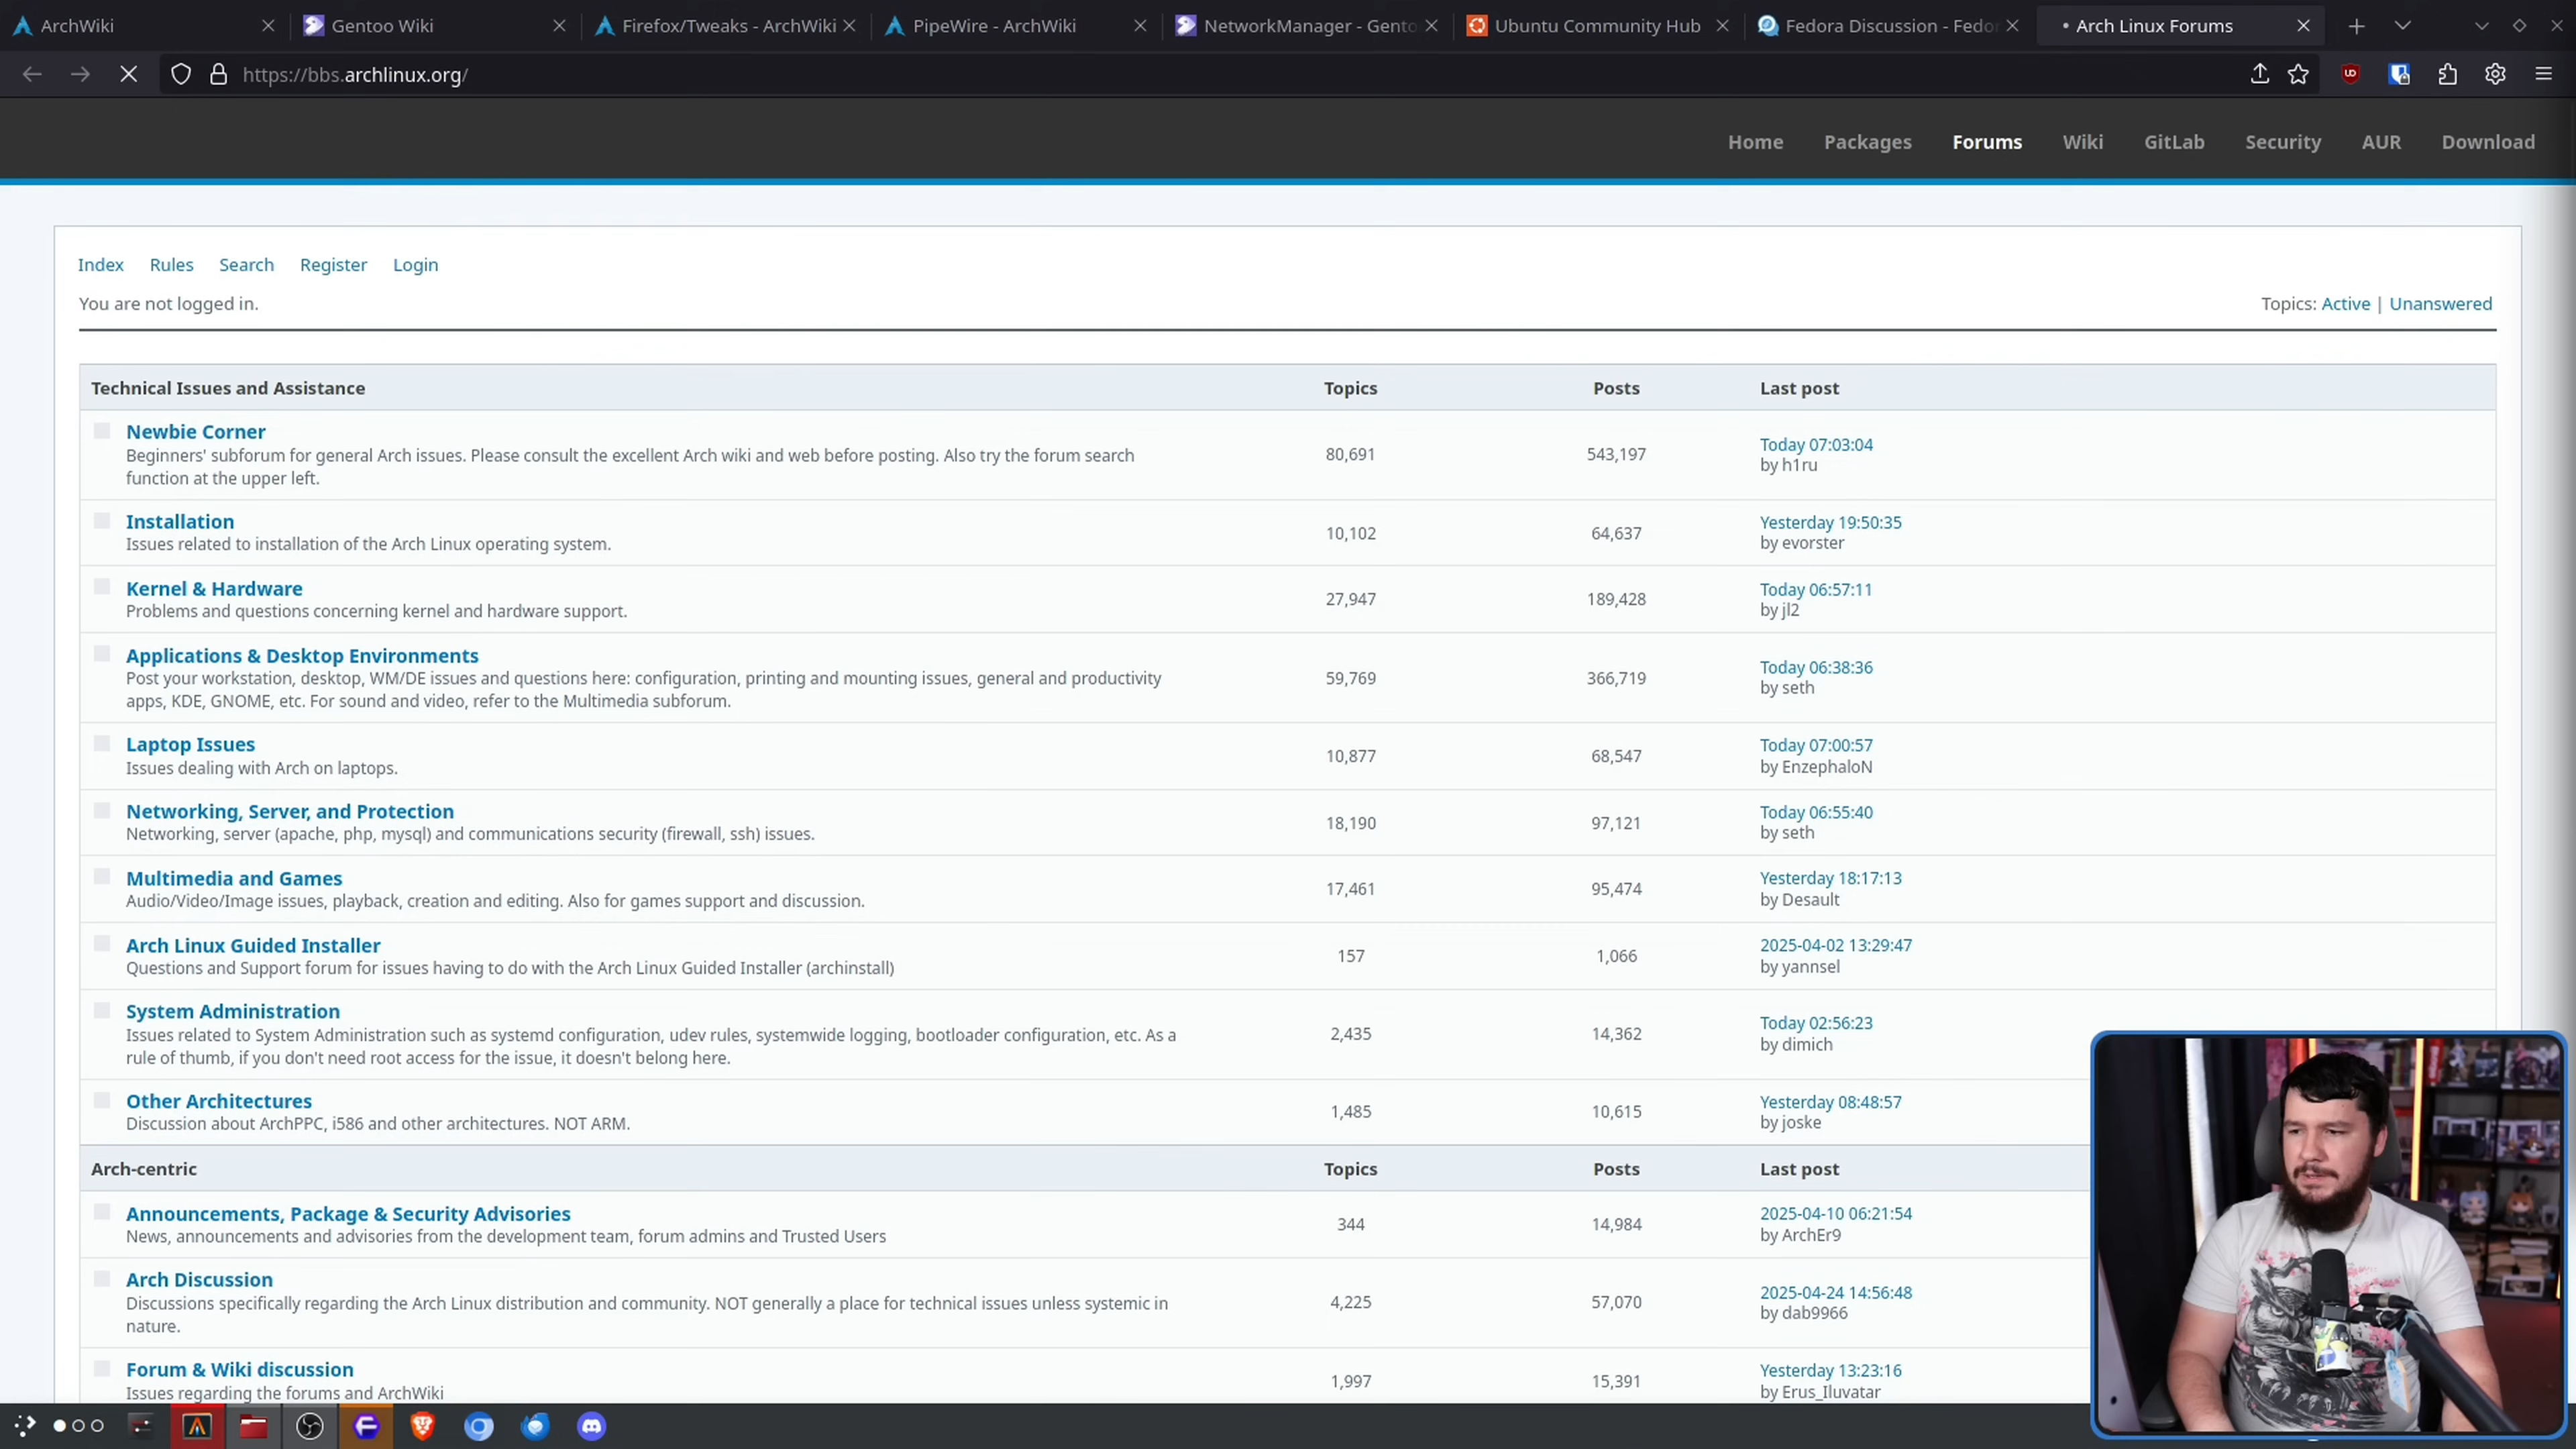 ArchWiki
Gentoo Wiki
Firefox/Tweaks - ArchWiki
PipeWire - ArchWiki
NetworkManager - Gento
Ubuntu Community Hub
Fedora Discussion - Fedor
Arch Linux Forums
https://bbs.archlinux.org/
Home Packages Forums Wiki GitLab Security AUR Download
Index Rules Search Register Login
You are not logged in.
Topics: Active | Unanswered
Technical Issues and Assistance Topics Posts Last post
Newbie Corner
Beginners' subforum for general Arch issues. Please consult the excellent Arch wiki and web before posting. Also try the forum search
function at the upper left.
80,691 543,197
Today 07:03:04
by h1ru
Installation
Issues related to installation of the Arch Linux operating system.
10,102 64,637
Yesterday 19:50:35
by evorster
Kernel & Hardware
Problems and questions concerning kernel and hardware support.
27,947 189,428
Today 06:57:11
by jl2
Applications & Desktop Environments
Post your workstation, desktop, WM/DE issues and questions here: configuration, printing and mounting issues, general and productivity
apps, KDE, GNOME, etc. For sound and video, refer to the Multimedia subforum.
59,769 366,719
Today 06:38:36
by seth
Laptop Issues
Issues dealing with Arch on laptops.
10,877 68,547
Today 07:00:57
by EnzephaloN
Networking, Server, and Protection
Networking, server (apache, php, mysql) and communications security (firewall, ssh) issues.
18,190 97,121
Today 06:55:40
by seth
Multimedia and Games
Audio/Video/Image issues, playback, creation and editing. Also for games support and discussion.
17,461 95,474
Yesterday 18:17:13
by Desault
Arch Linux Guided Installer
Questions and Support forum for issues having to do with the Arch Linux Guided Installer (archinstall)
157 1,066
2025-04-02 13:29:47
by yannsel
System Administration
Issues related to System Administration such as systemd configuration, udev rules, systemwide logging, bootloader configuration, etc. As a
rule of thumb, if you don't need root access for the issue, it doesn't belong here.
2,435 14,362
Today 02:56:23
by dimich
Other Architectures
Discussion about ArchPPC, i586 and other architectures. NOT ARM.
1,485 10,615
Yesterday 08:48:57
by joske
Arch-centric Topics Posts Last post
Announcements, Package & Security Advisories
News, announcements and advisories from the development team, forum admins and Trusted Users
344 14,984
2025-04-10 06:21:54
by ArchEr9
Arch Discussion
Discussions specifically regarding the Arch Linux distribution and community. NOT generally a place for technical issues unless systemic in
nature.
4,225 57,070
2025-04-24 14:56:48
by dab9966
Forum & Wiki discussion
Issues regarding the forums and ArchWiki
1,997 15,391
Yesterday 13:23:16
by Erus_Iluvatar